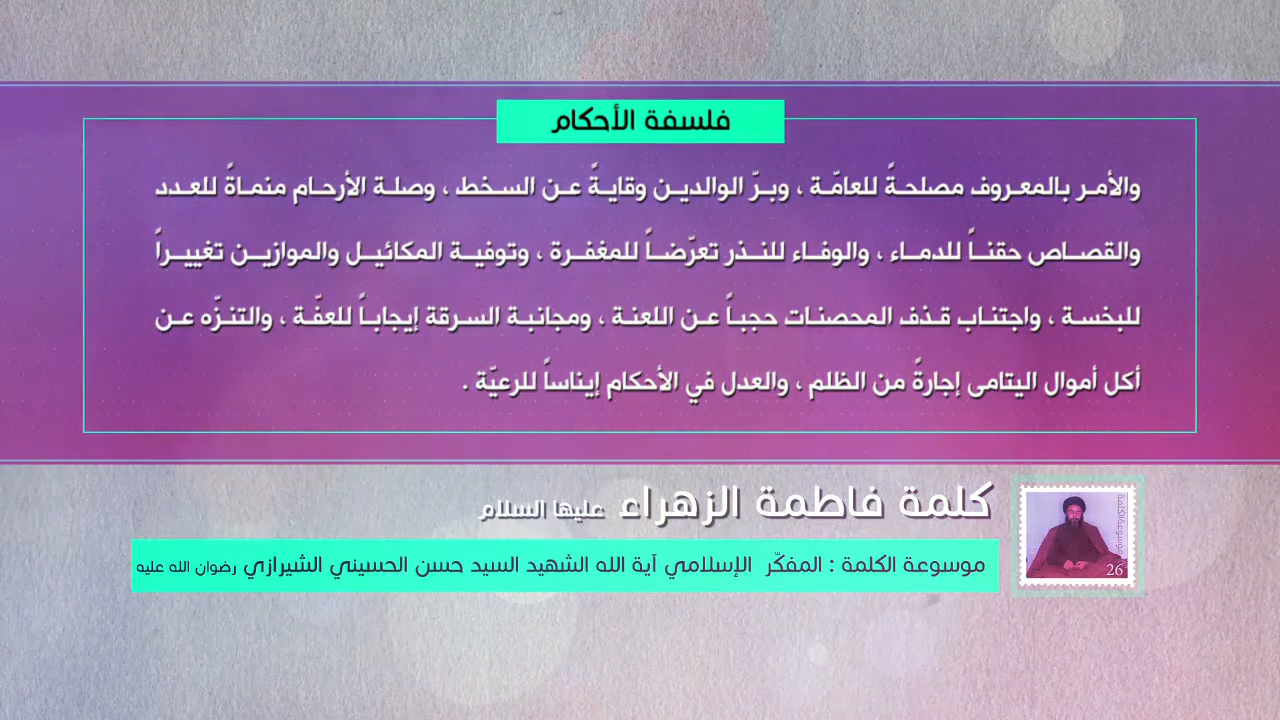 فلسفة الأحكام
والأمر بالمعروف مصلحةً للعامّة ، وبرّ الوالدين وقايةً عن السخط ، وصلة الأرحام منماةً للعدد
والقصاص حقناً للدماء ، والوفاء للنذر تعرّضاً للمغفرة ، وتوفية المكائيل والموازين تغييراً
للبخسة ، واجتناب قذف المحصنات حجباً عن اللعنة ، ومجانبة السرقة إيجاباً للعفّة ، والتنزّه عن
أكل أموال اليتامى إجارةً من الظلم ، والعدل في الأحكام إيناساً للرعيّة .
كلمة فاطمة الزهراء عليها السلام
موسوعة الكلمة : المفكّر الإسلامي آية الله الشهيد السيد حسن الحسيني الشيرازي رضوان الله عليه
موسوعة الكلمة
26